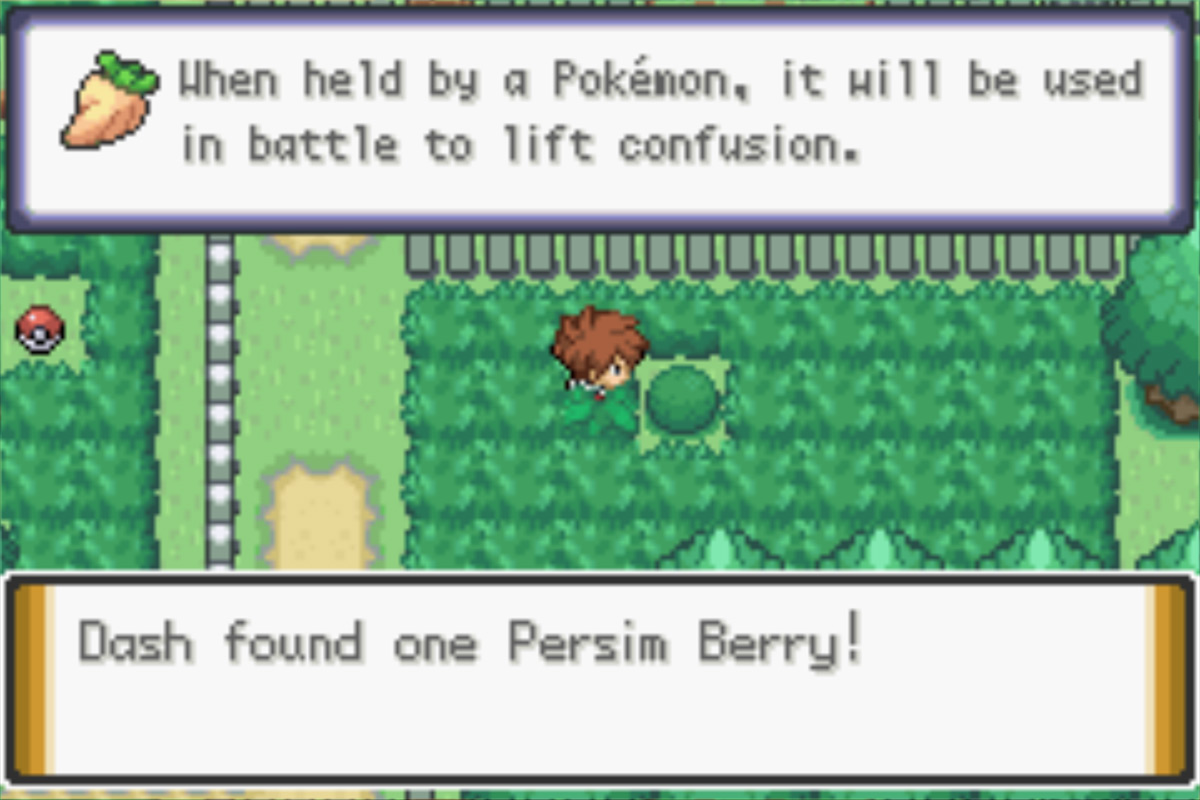 When held by a Pokémon, it will be used
in battle to lift confusion.
Dash found one Persim Berry!